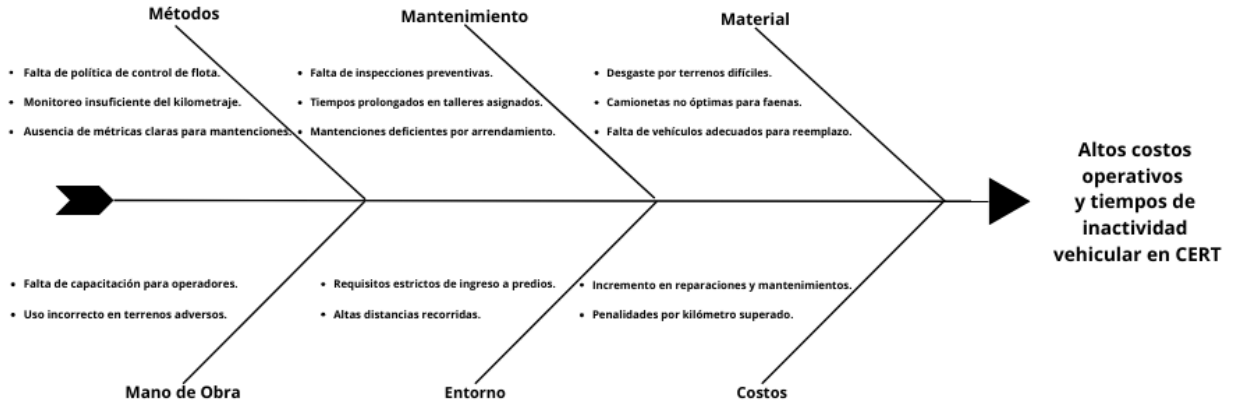 Métodos
Mantenimiento
Material
• Falta de política de control de flota.
• Monitoreo insuficiente del kilometraje.
• Ausencia de métricas claras para mantenciones.
• Falta de inspecciones preventivas.
• Tiempos prolongados en talleres asignados.
• Mantenciones deficientes por arrendamiento.
• Desgaste por terrenos difíciles.
• Camionetas no óptimas para faenas.
• Falta de vehículos adecuados para reemplazo.
Altos costos
operativos
y tiempos de
inactividad
vehicular en CERT
• Falta de capacitación para operadores.
• Uso incorrecto en terrenos adversos.
• Requisitos estrictos de ingreso a predios.
• Altas distancias recorridas.
• Incremento en reparaciones y mantenimientos.
• Penalidades por kilómetro superado.
Mano de Obra
Entorno
Costos